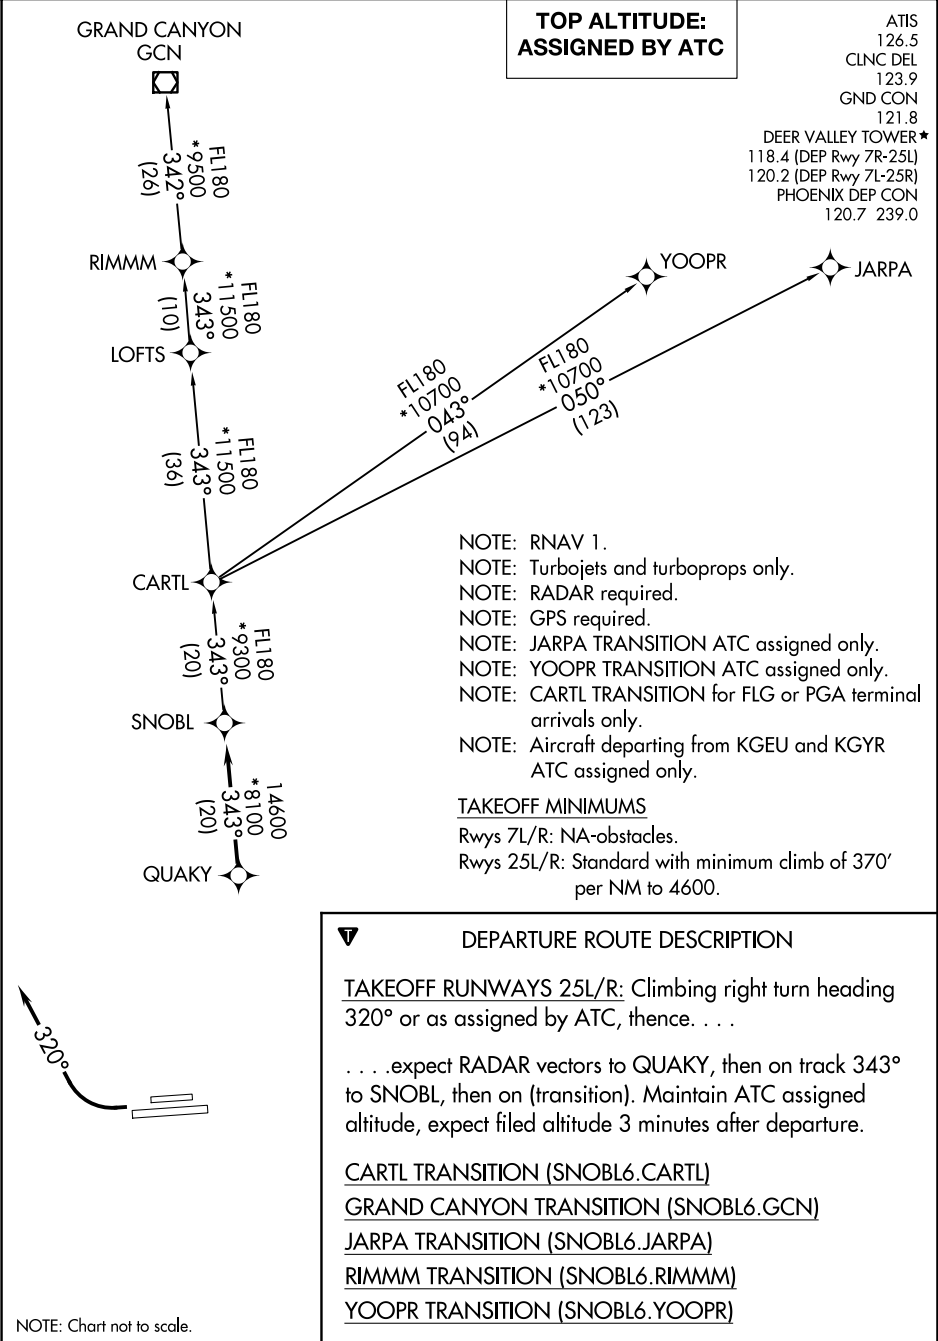 TOP ALTITUDE:
ASSIGNED BY ATC
ATIS
126.5
CLNC DEL
123.9
GND CON
121.8
DEER VALLEY TOWER★
118.4 (DEP Rwy 7R-25L)
120.2 (DEP Rwy 7L-25R)
PHOENIX DEP CON
120.7 239.0
GRAND CANYON
GCN
FL180
*9500
342°
(26)
RIMMM
FL180
*11500
343°
(10)
LOFTS
FL180
*11500
343°
(36)
YOOPR
JARPA
FL180
*10700
043°
(94)
FL180
*10700
050°
(123)
CARTL
FL180
*9300
343°
(20)
SNOBL
14600
*8100
343°
(20)
QUAKY
NOTE: RNAV 1.
NOTE: Turbojets and turboprops only.
NOTE: RADAR required.
NOTE: GPS required.
NOTE: JARPA TRANSITION ATC assigned only.
NOTE: YOOPR TRANSITION ATC assigned only.
NOTE: CARTL TRANSITION for FLG or PGA terminal
arrivals only.
NOTE: Aircraft departing from KGEU and KGYR
ATC assigned only.
TAKEOFF MINIMUMS
Rwys 7L/R: NA-obstacles.
Rwys 25L/R: Standard with minimum climb of 370'
per NM to 4600.
320°
T
DEPARTURE ROUTE DESCRIPTION
TAKEOFF RUNWAYS 25L/R: Climbing right turn heading
320° or as assigned by ATC, thence. . . .
. . . .expect RADAR vectors to QUAKY, then on track 343°
to SNOBL, then on (transition). Maintain ATC assigned
altitude, expect filed altitude 3 minutes after departure.
CARTL TRANSITION (SNOBL6.CARTL)
GRAND CANYON TRANSITION (SNOBL6.GCN)
JARPA TRANSITION (SNOBL6.JARPA)
RIMMM TRANSITION (SNOBL6.RIMMM)
YOOPR TRANSITION (SNOBL6.YOOPR)
NOTE: Chart not to scale.